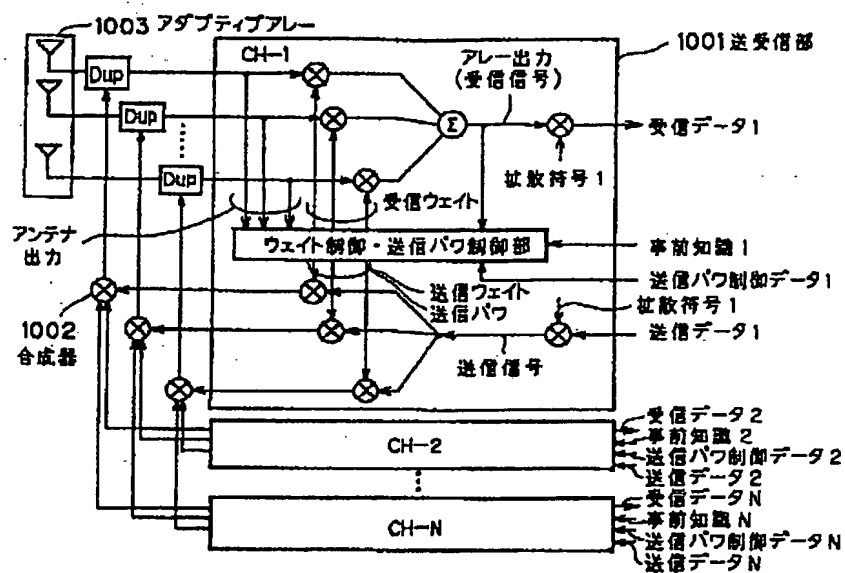 1003 アダプティブアレー
1001 送受信部
CH-1
アレー出力
(受信信号)
Dup
Dup
Dup
Σ
受信データ1
拡散符号1
受信ウェイト
アンテナ
出力
ウェイト制御・送信パワ制御部
事前知識1
送信パワ制御データ1
送信ウェイト
送信パワ
拡散符号1
送信データ1
送信信号
1002
合成器
CH-2
受信データ2
事前知識2
送信パワ制御データ2
送信データ2
CH-N
受信データN
事前知識N
送信パワ制御データN
送信データN